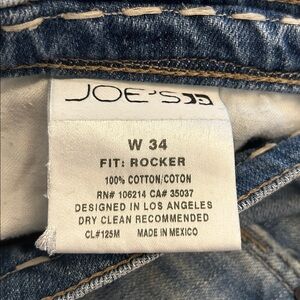 JOE'S
W 34
FIT: ROCKER
100% COTTON/COTON
RN# 106214 CA# 35037
DESIGNED IN LOS ANGELES
DRY CLEAN RECOMMENDED
CL#125M MADE IN MEXICO